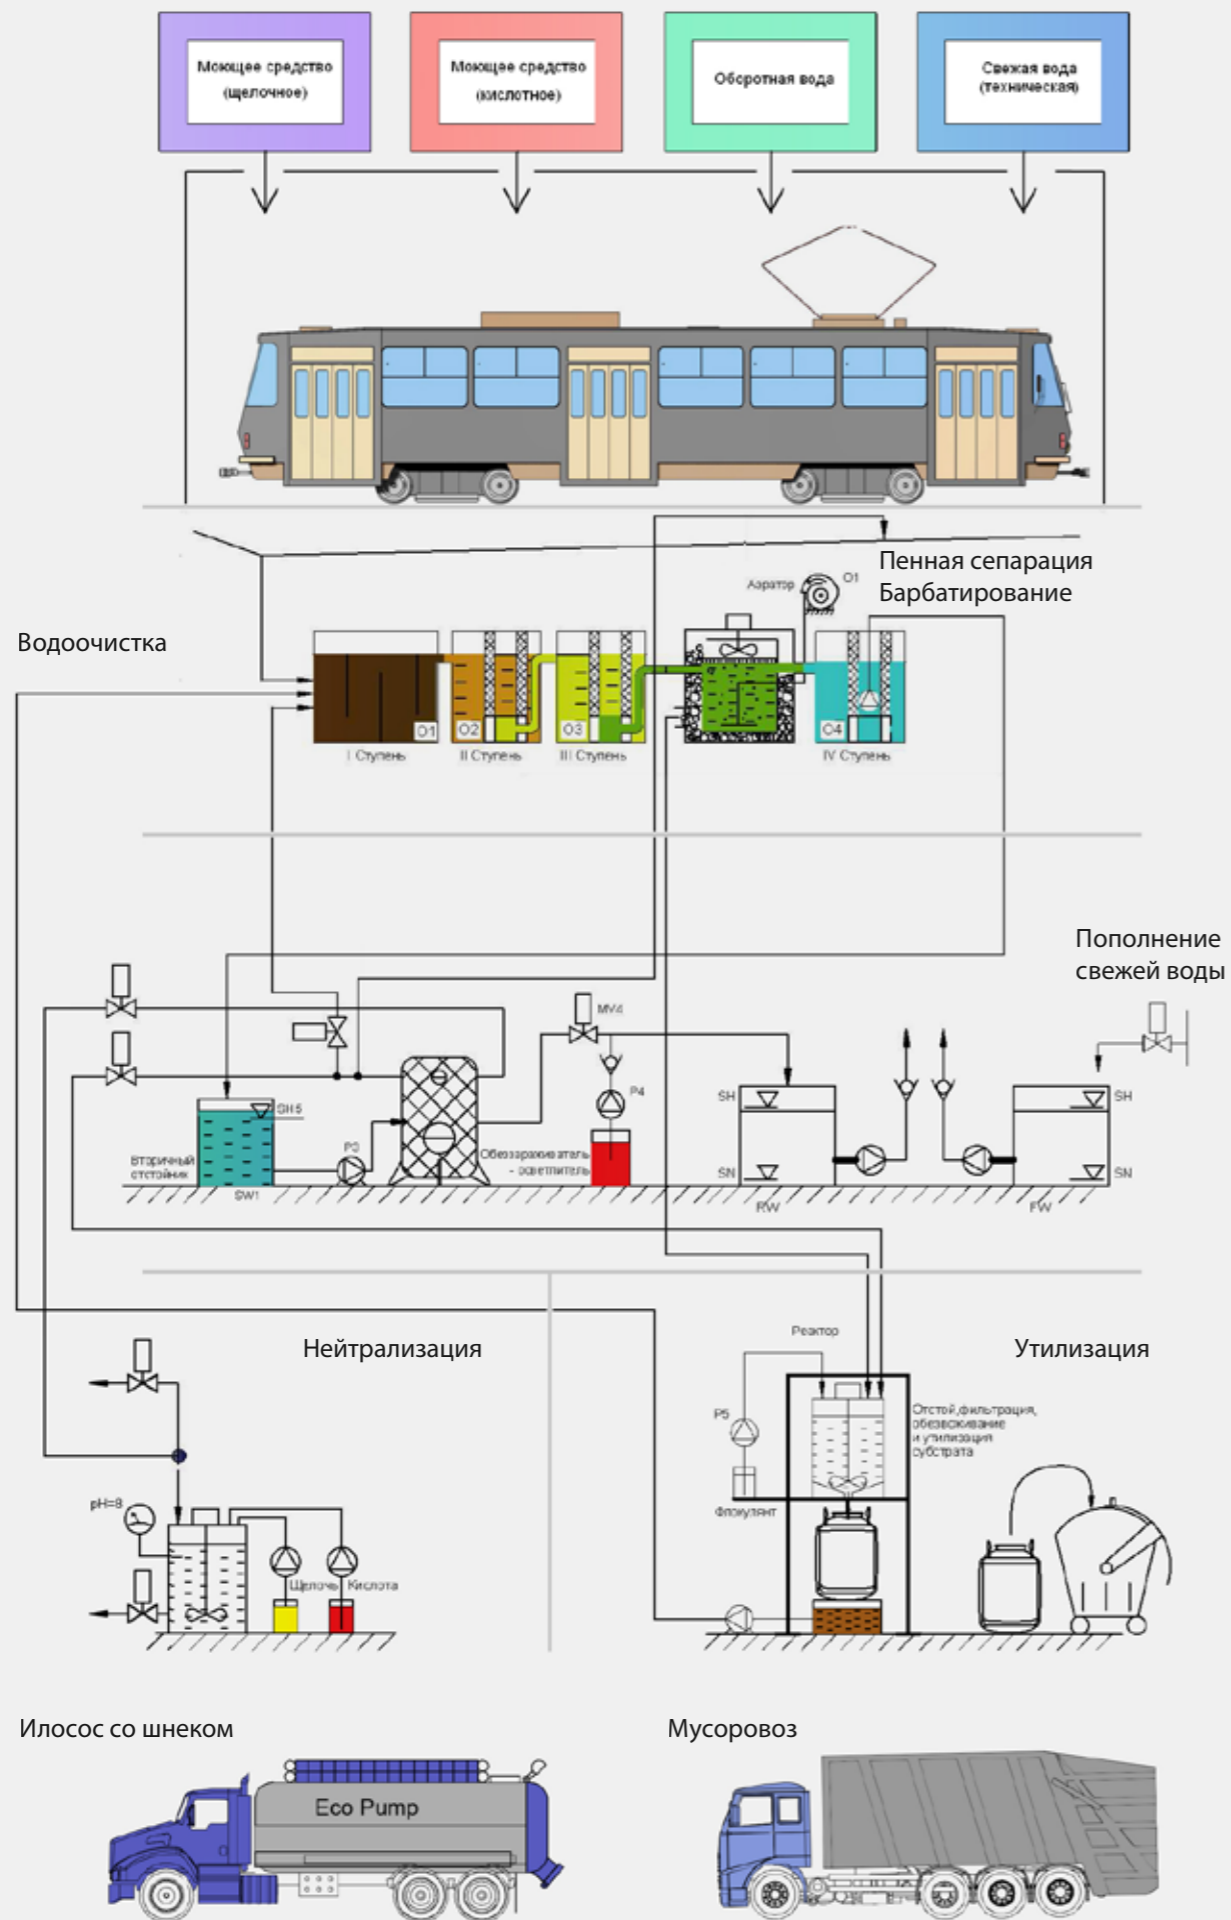 Моющее средство
(щелочное)
Моющее средство
(кислотное)
Оборотная вода
Свежая вода
(техническая)
Пенная сепарация
Барбатирование
Аэратор
O1
Водоочистка
O1
O2
O3
O4
I Ступень
II Ступень
III Ступень
IV Ступень
Пополнение
свежей воды
MV4
P4
SH5
P3
Вторичный
отстойник
SW1
Обеззараживатель
- осветлитель
SH
SN
RW
SH
SN
FW
Нейтрализация
Утилизация
Реактор
P5
Отстой,фильтрация,
обезвоживание
и утилизация
субстрата
Флокулянт
pH=8
Щелочь
Кислота
Илосос со шнеком
Мусоровоз
Eco Pump